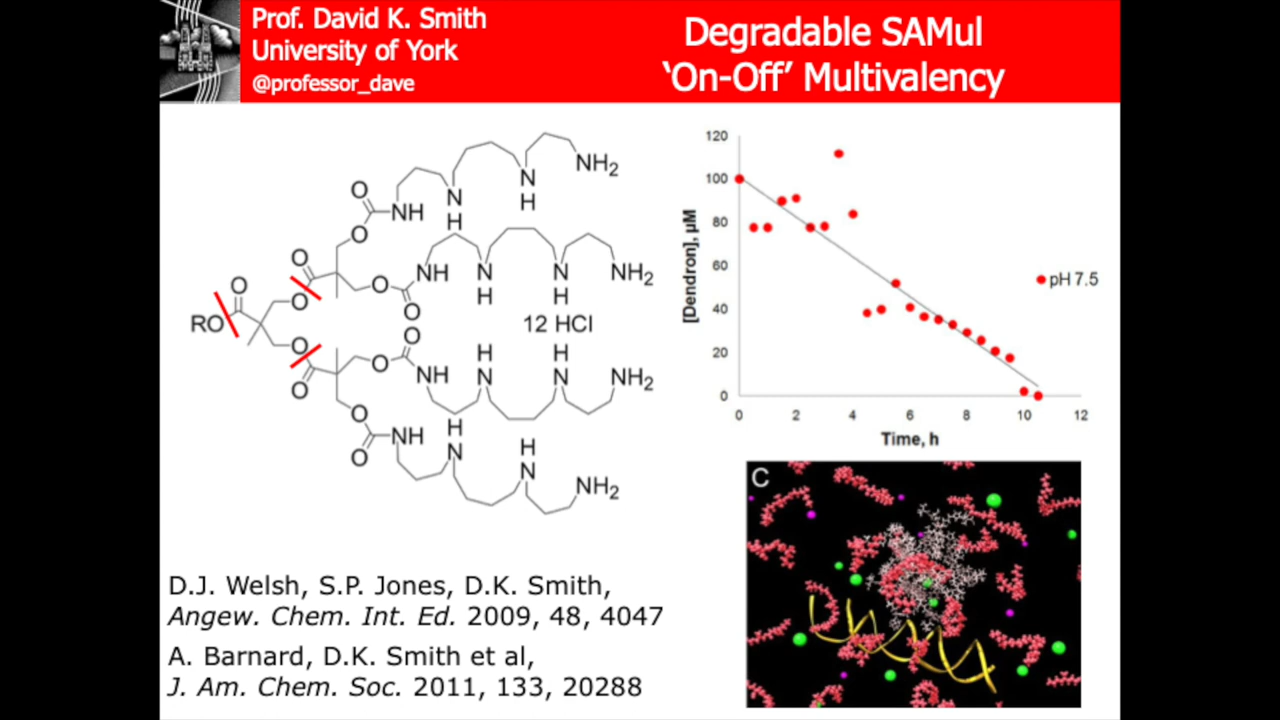 Prof. David K. Smith
University of York
@professor_dave
Degradable SAMul
‘On-Off’ Multivalency
O
NH
O
N
H
N
H
NH2
O
O
NH
O
N
H
N
H
NH2
O
RO
O
12 HCl
O
O
O
O
NH
H
N
H
N
NH2
O
O
NH
H
N
H
N
NH2
120
100
80
60
40
20
0
[Dendron], µM
0
2
4
6
8
10
12
Time, h
pH 7.5
C
D.J. Welsh, S.P. Jones, D.K. Smith,
Angew. Chem. Int. Ed. 2009, 48, 4047
A. Barnard, D.K. Smith et al,
J. Am. Chem. Soc. 2011, 133, 20288